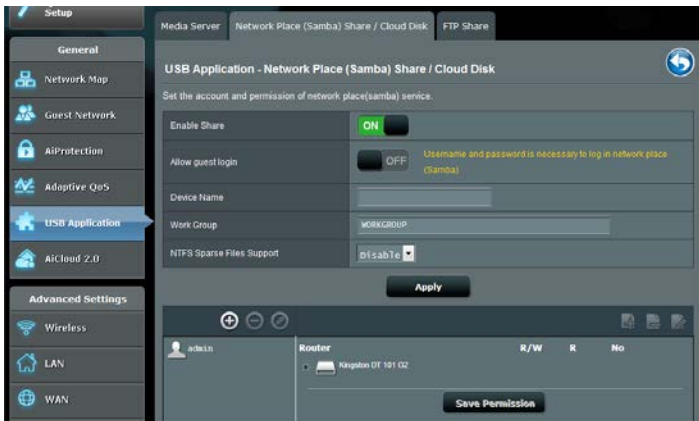 Setup
Media Server
Network Place (Samba) Share / Cloud Disk
FTP Share
General
Network Map
Guest Network
AiProtection
Adaptive QoS
USB Application
AiCloud 2.0
Advanced Settings
Wireless
LAN
WAN
USB Application - Network Place (Samba) Share / Cloud Disk
Set the account and permission of network place(samba) service.
Enable Share
ON
Allow guest login
OFF
Username and password is necessary to log in network place
(Samba)
Device Name
Work Group
WORKGROUP
NTFS Sparse Files Support
Disable
Apply
admin
Router
R/W
R
No
Kingston DT 101 G2
Save Permission